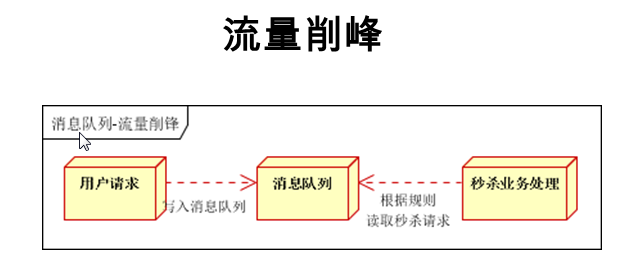 流量削峰
消息队列-流量削锋
用户请求
消息队列
秒杀业务处理
写入消息队列
根据规则
读取秒杀请求